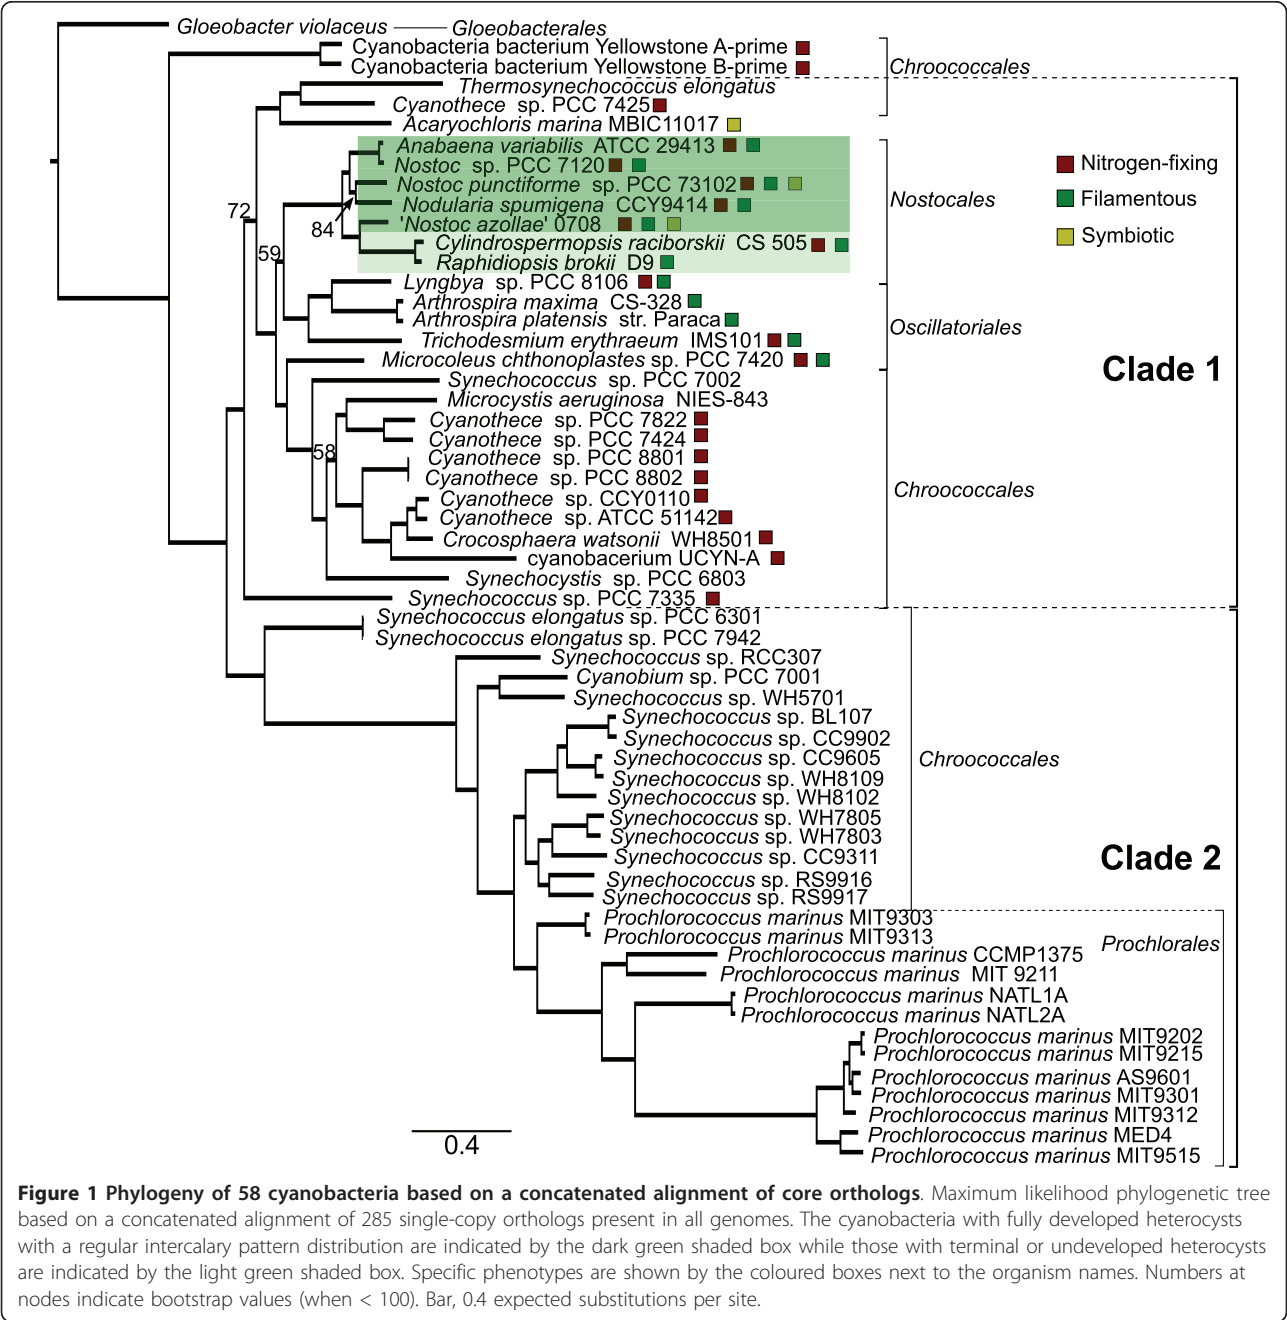 Gloeobacter violaceus
Gloeobacterales
Cyanobacteria bacterium Yellowstone A-prime
Cyanobacteria bacterium Yellowstone B-prime
Chroococcales
Thermosynechococcus elongatus
Cyanothece sp. PCC 7425
Acaryochloris marina MBIC11017
Anabaena variabilis ATCC 29413
Nostoc sp. PCC 7120
Nostoc punctiforme sp. PCC 73102
Nodularia spumigena CCY9414
'Nostoc azollae' 0708
Cylindrospermopsis raciborskii CS 505
Raphidiopsis brokii D9
Nostocales
Nitrogen-fixing
Filamentous
Symbiotic
72
84
59
Lyngbya sp. PCC 8106
Arthrospira maxima CS-328
Arthrospira platensis str. Paraca
Trichodesmium erythraeum IMS101
Oscillatoriales
Microcoleus chthonoplastes sp. PCC 7420
Clade 1
Synechococcus sp. PCC 7002
Microcystis aeruginosa NIES-843
Cyanothece sp. PCC 7822
Cyanothece sp. PCC 7424
58
Cyanothece sp. PCC 8801
Cyanothece sp. PCC 8802
Cyanothece sp. CCY0110
Chroococcales
Cyanothece sp. ATCC 51142
Crocosphaera watsonii WH8501
cyanobacerium UCYN-A
Synechocystis sp. PCC 6803
Synechococcus sp. PCC 7335
Synechococcus elongatus sp. PCC 6301
Synechococcus elongatus sp. PCC 7942
Synechococcus sp. RCC307
Cyanobium sp. PCC 7001
Synechococcus sp. WH5701
Synechococcus sp. BL107
Synechococcus sp. CC9902
Synechococcus sp. CC9605
Chroococcales
Synechococcus sp. WH8109
Synechococcus sp. WH8102
Synechococcus sp. WH7805
Synechococcus sp. WH7803
Synechococcus sp. CC9311
Clade 2
Synechococcus sp. RS9916
Synechococcus sp. RS9917
Prochlorococcus marinus MIT9303
Prochlorococcus marinus MIT9313
Prochlorales
Prochlorococcus marinus CCMP1375
Prochlorococcus marinus MIT 9211
Prochlorococcus marinus NATL1A
Prochlorococcus marinus NATL2A
Prochlorococcus marinus MIT9202
Prochlorococcus marinus MIT9215
Prochlorococcus marinus AS9601
Prochlorococcus marinus MIT9301
Prochlorococcus marinus MIT9312
Prochlorococcus marinus MED4
Prochlorococcus marinus MIT9515
0.4
Figure 1 Phylogeny of 58 cyanobacteria based on a concatenated alignment of core orthologs. Maximum likelihood phylogenetic tree
based on a concatenated alignment of 285 single-copy orthologs present in all genomes. The cyanobacteria with fully developed heterocysts
with a regular intercalary pattern distribution are indicated by the dark green shaded box while those with terminal or undeveloped heterocysts
are indicated by the light green shaded box. Specific phenotypes are shown by the coloured boxes next to the organism names. Numbers at
nodes indicate bootstrap values (when < 100). Bar, 0.4 expected substitutions per site.